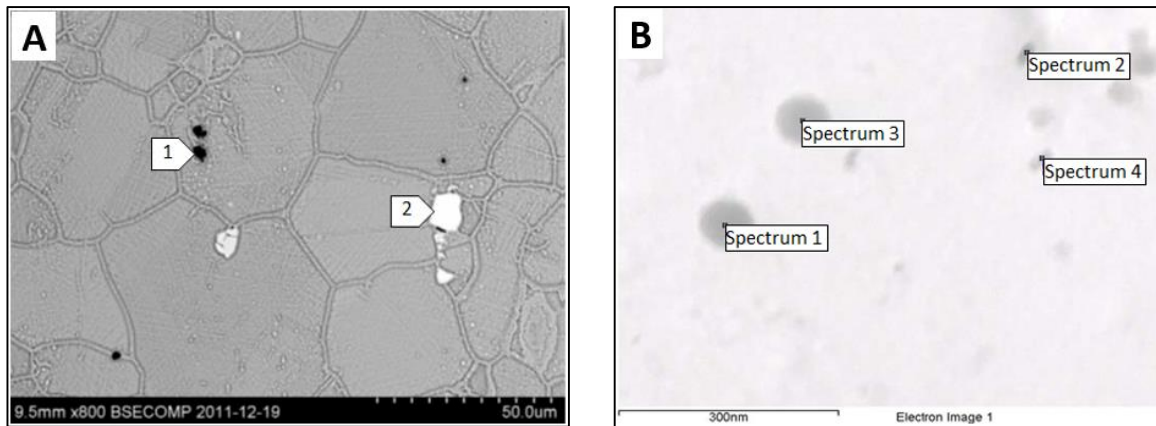 A
1
2
9.5mm x800 BSECOMP 2011-12-19
50.0um
B
Spectrum 2
Spectrum 3
Spectrum 4
Spectrum 1
300nm
Electron Image 1